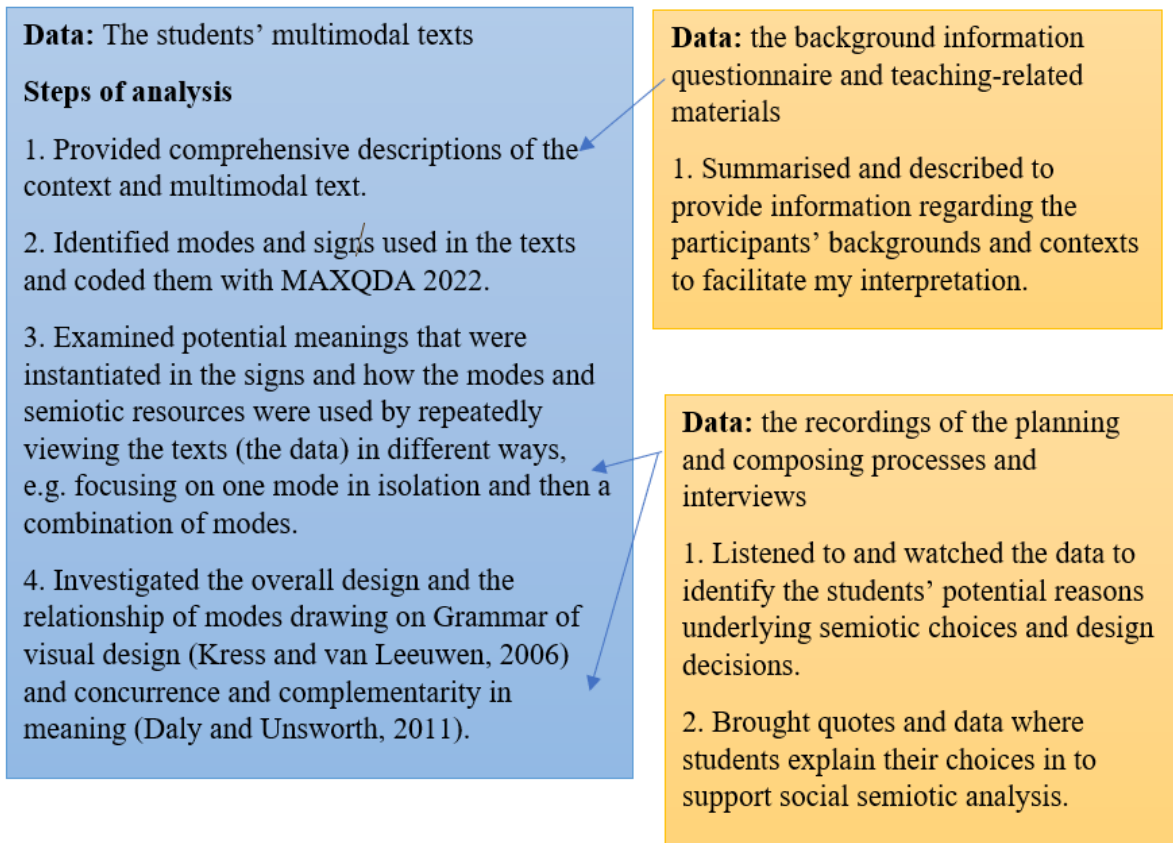 Data: The students' multimodal texts
Steps of analysis
1. Provided comprehensive descriptions of the
context and multimodal text.
2. Identified modes and signs used in the texts
and coded them with MAXQDA 2022.
3. Examined potential meanings that were
instantiated in the signs and how the modes and
semiotic resources were used by repeatedly
viewing the texts (the data) in different ways,
e.g. focusing on one mode in isolation and then a
combination of modes.
4. Investigated the overall design and the
relationship of modes drawing on Grammar of
visual design (Kress and van Leeuwen, 2006)
and concurrence and complementarity in
meaning (Daly and Unsworth, 2011).
Data: the background information
questionnaire and teaching-related
materials
1. Summarised and described to
provide information regarding the
participants' backgrounds and contexts
to facilitate my interpretation.
Data: the recordings of the planning
and composing processes and
interviews
1. Listened to and watched the data to
identify the students' potential reasons
underlying semiotic choices and design
decisions.
2. Brought quotes and data where
students explain their choices in to
support social semiotic analysis.